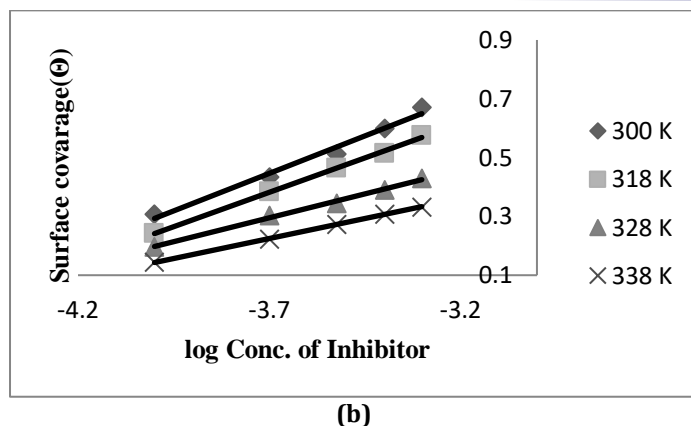 0.9
0.7
0.5
0.3
0.1
Surface covarage(Θ)
-4.2 -3.7 -3.2
log Conc. of Inhibitor
300 K
318 K
328 K
338 K
(b)